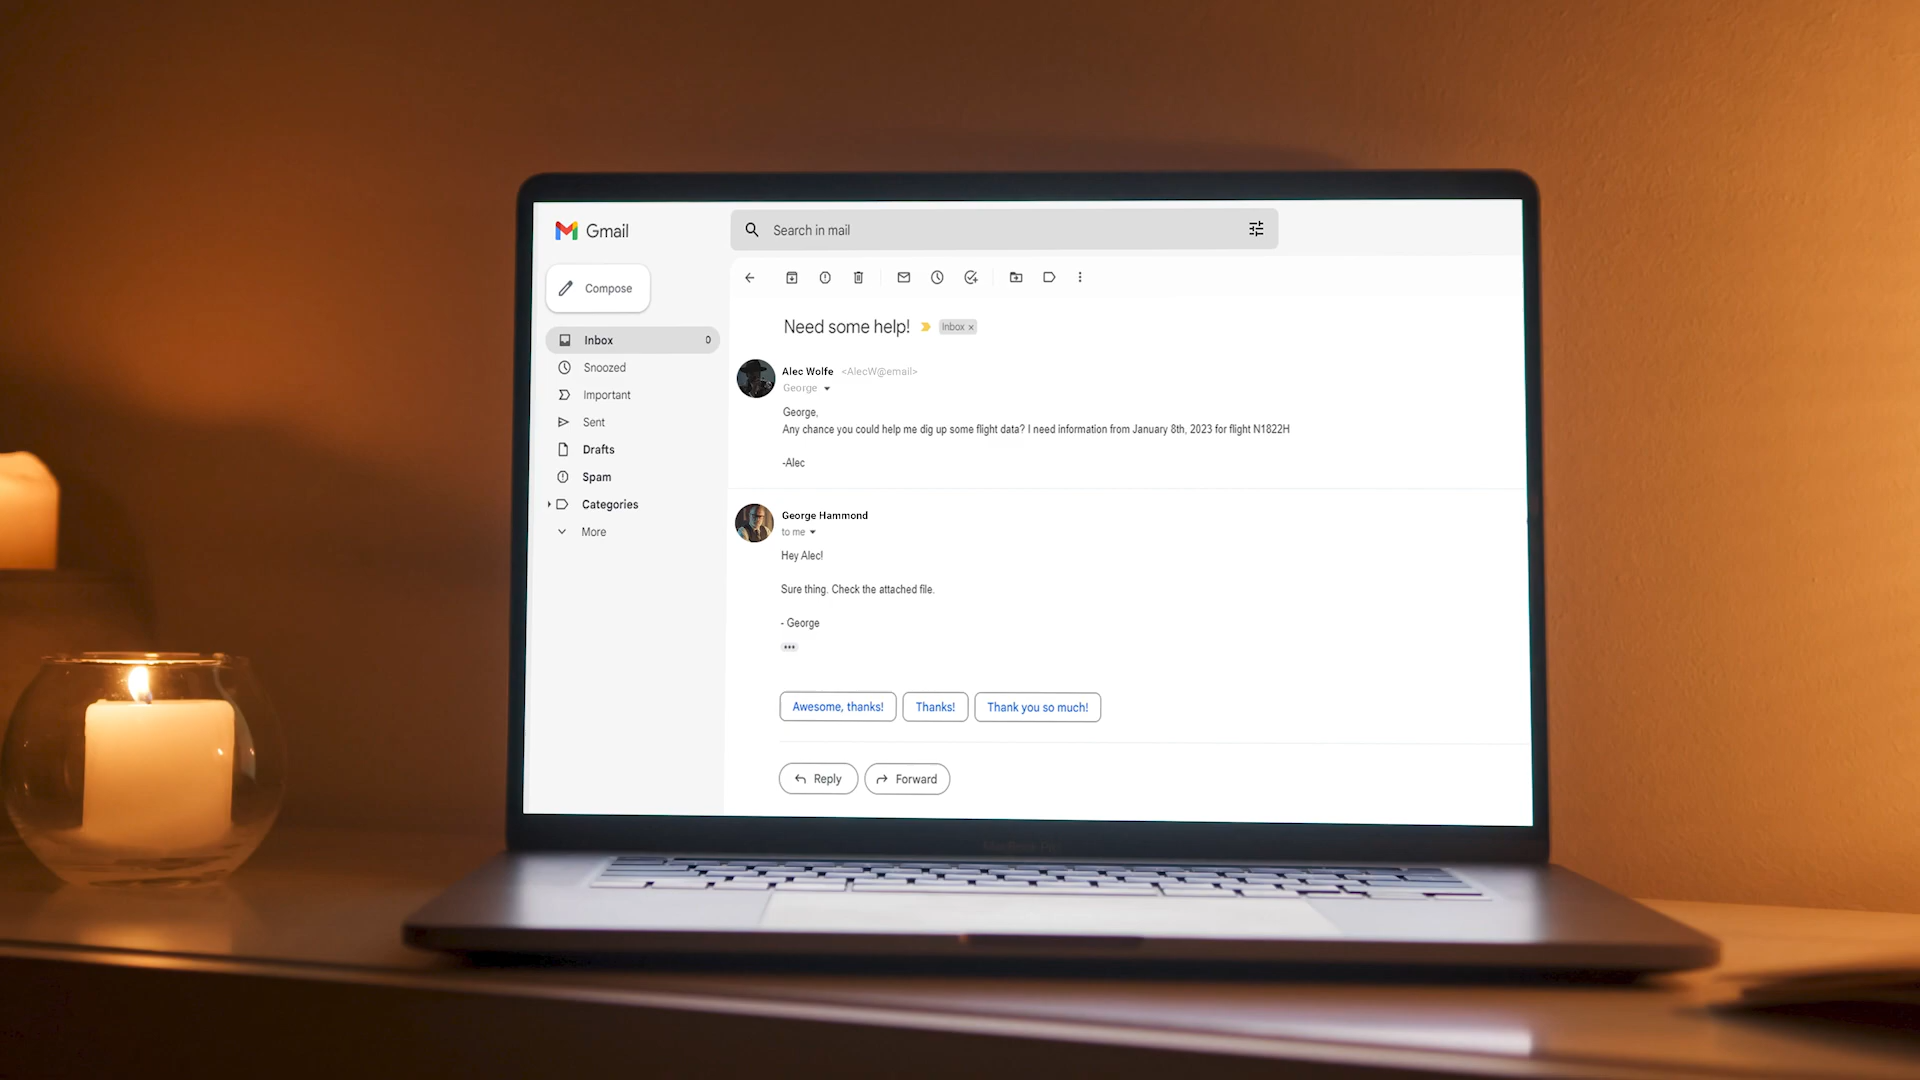 Gmail
Search in mail
Compose
Inbox 0
Snoozed
Important
Sent
Drafts
Spam
Categories
More
Need some help! Inbox x
Alec Wolfe <AlecW@email>
George
George,
Any chance you could help me dig up some flight data? I need information from January 8th, 2023 for flight N1822H
-Alec
George Hammond
to me
Hey Alec!
Sure thing. Check the attached file.
- George
Awesome, thanks!
Thanks!
Thank you so much!
Reply
Forward
MacBook Pro